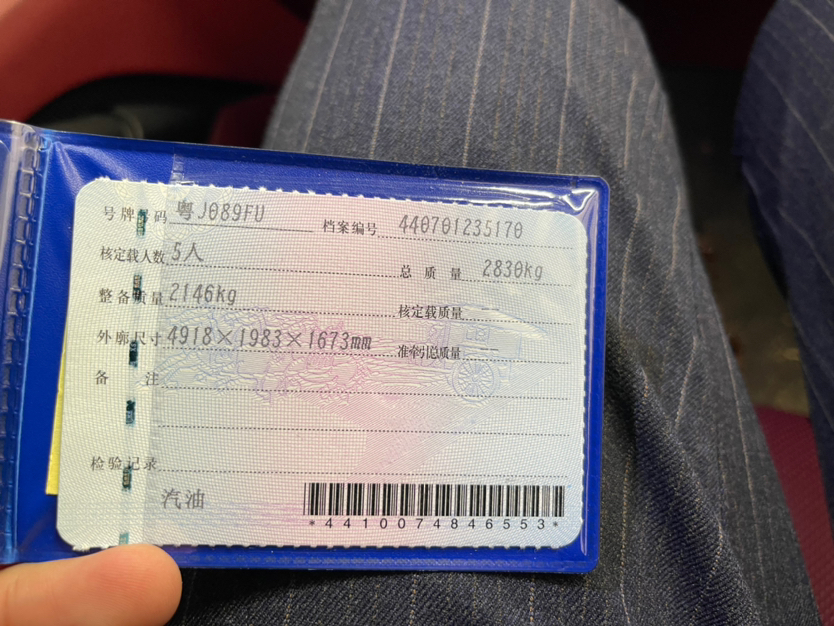 号牌号码 粤J089FU 档案编号 440701235170
核定载人数 5人 总质量 2830kg
整备质量 2146kg 核定载质量 --
外廓尺寸 4918×1983×1673mm 准牵引总质量 --
备注
检验记录
汽油
*4410074846553*